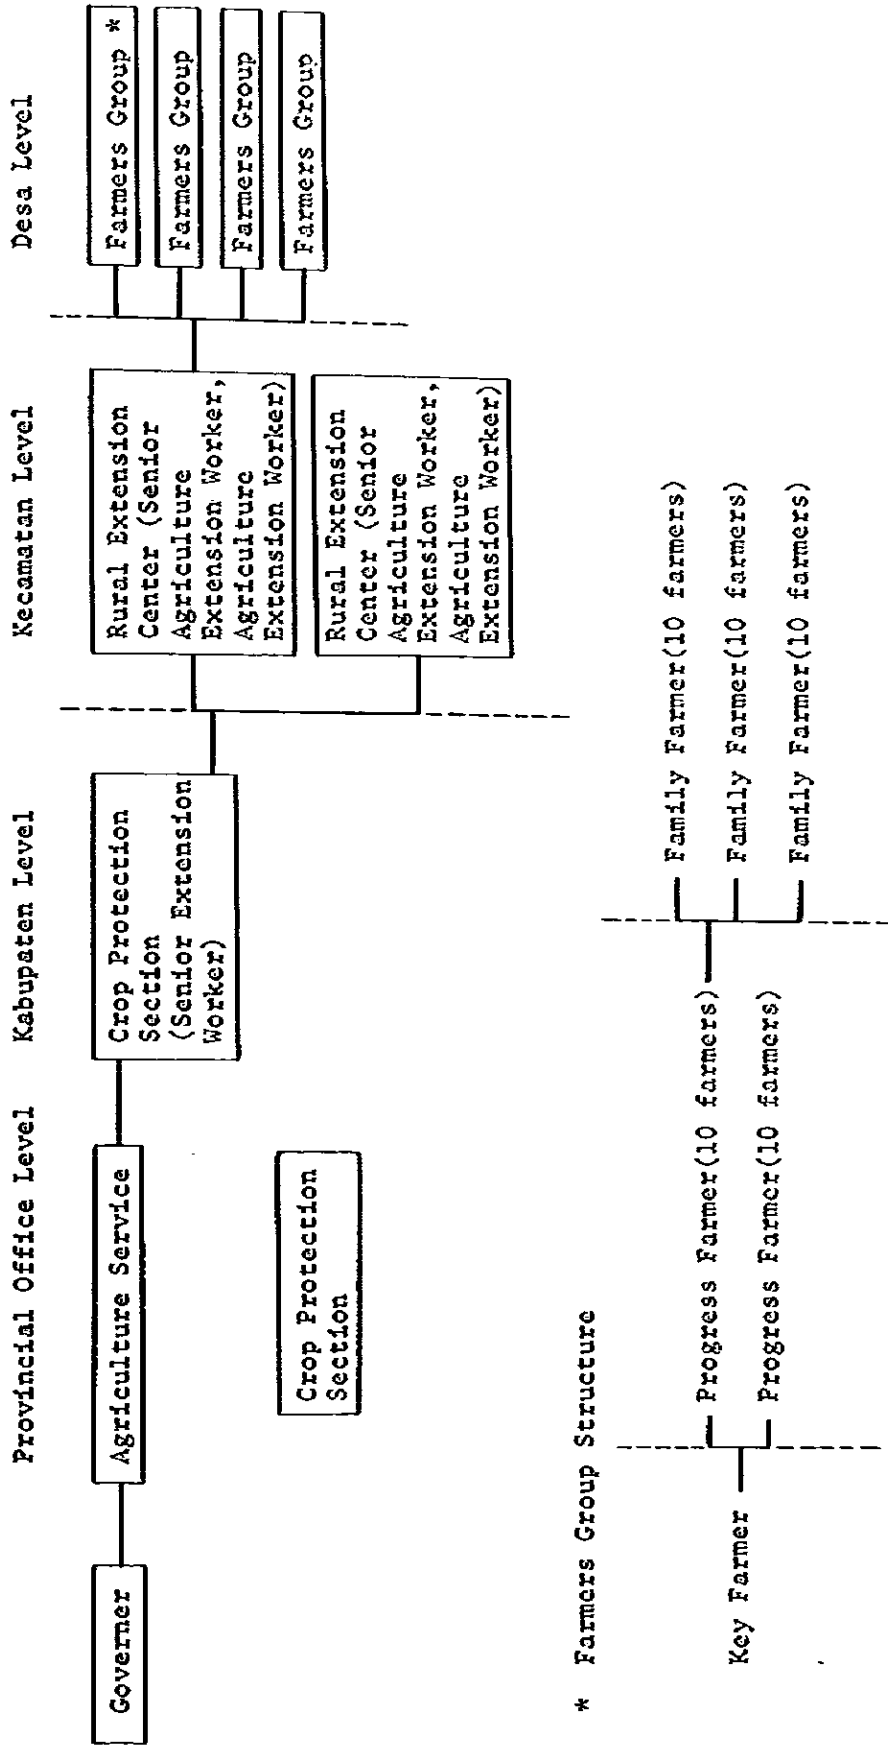 Provincial Office Level
Kabupaten Level
Kecamatan Level
Desa Level
Governer
Agriculture Service
Crop Protection
Section
Crop Protection
Section
(Senior Extension
Worker)
Rural Extension
Center (Senior
Agriculture
Extension Worker,
Agriculture
Extension Worker)
Rural Extension
Center (Senior
Agriculture
Extension Worker,
Agriculture
Extension Worker)
Farmers Group *
Farmers Group
Farmers Group
Farmers Group
* Farmers Group Structure
Key Farmer
Progress Farmer(10 farmers)
Progress Farmer(10 farmers)
Family Farmer(10 farmers)
Family Farmer(10 farmers)
Family Farmer(10 farmers)